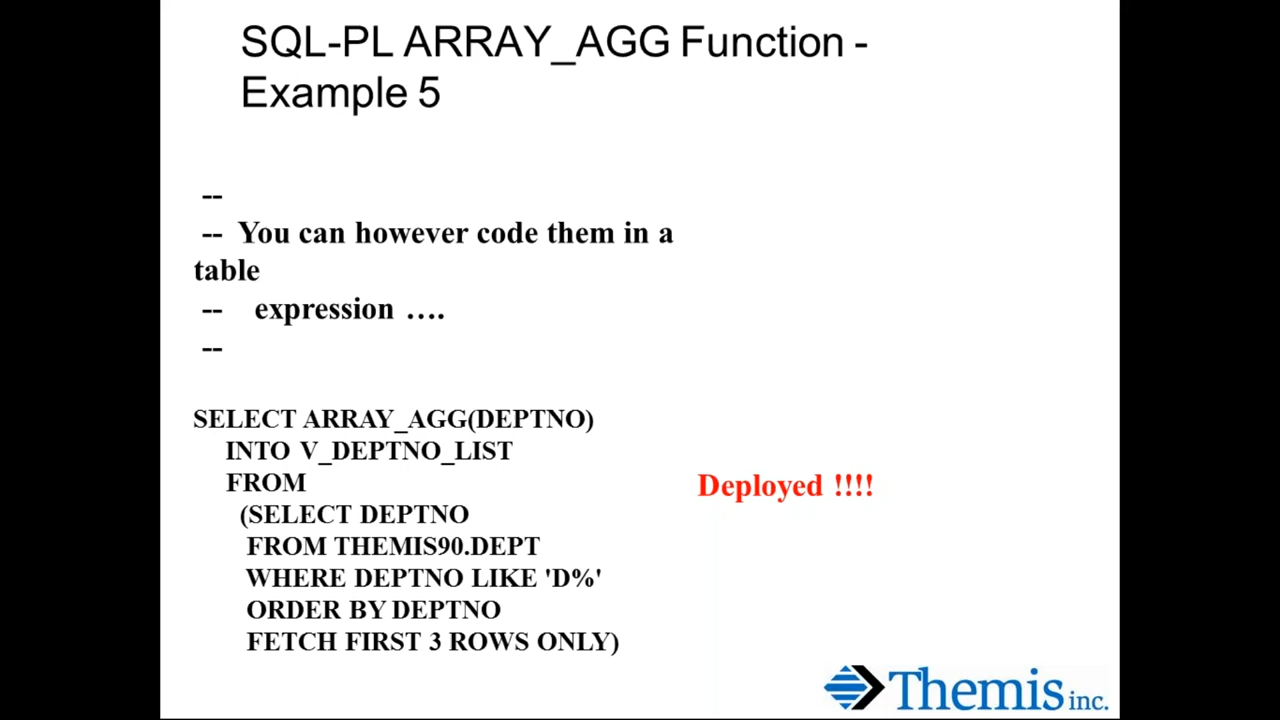 SQL-PL ARRAY_AGG Function -
Example 5
--
-- You can however code them in a
table
-- expression ….
--
SELECT ARRAY_AGG(DEPTNO)
INTO V_DEPTNO_LIST
FROM
(SELECT DEPTNO
FROM THEMIS90.DEPT
WHERE DEPTNO LIKE 'D%'
ORDER BY DEPTNO
FETCH FIRST 3 ROWS ONLY)
Deployed !!!!
Themis inc.